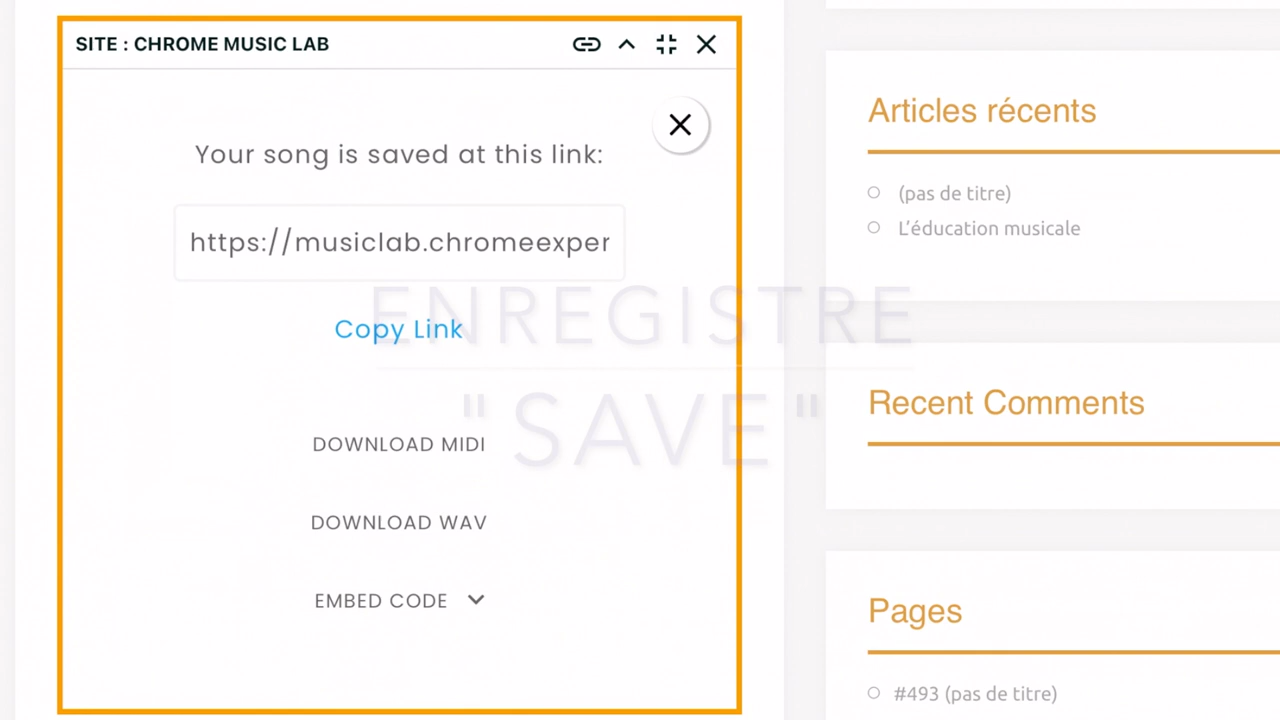 SITE : CHROME MUSIC LAB
Your song is saved at this link:
https://musiclab.chromeexper
Copy Link
DOWNLOAD MIDI
DOWNLOAD WAV
EMBED CODE
ENREGISTRE
"SAVE"
Articles récents
(pas de titre)
L'éducation musicale
Recent Comments
Pages
#493 (pas de titre)